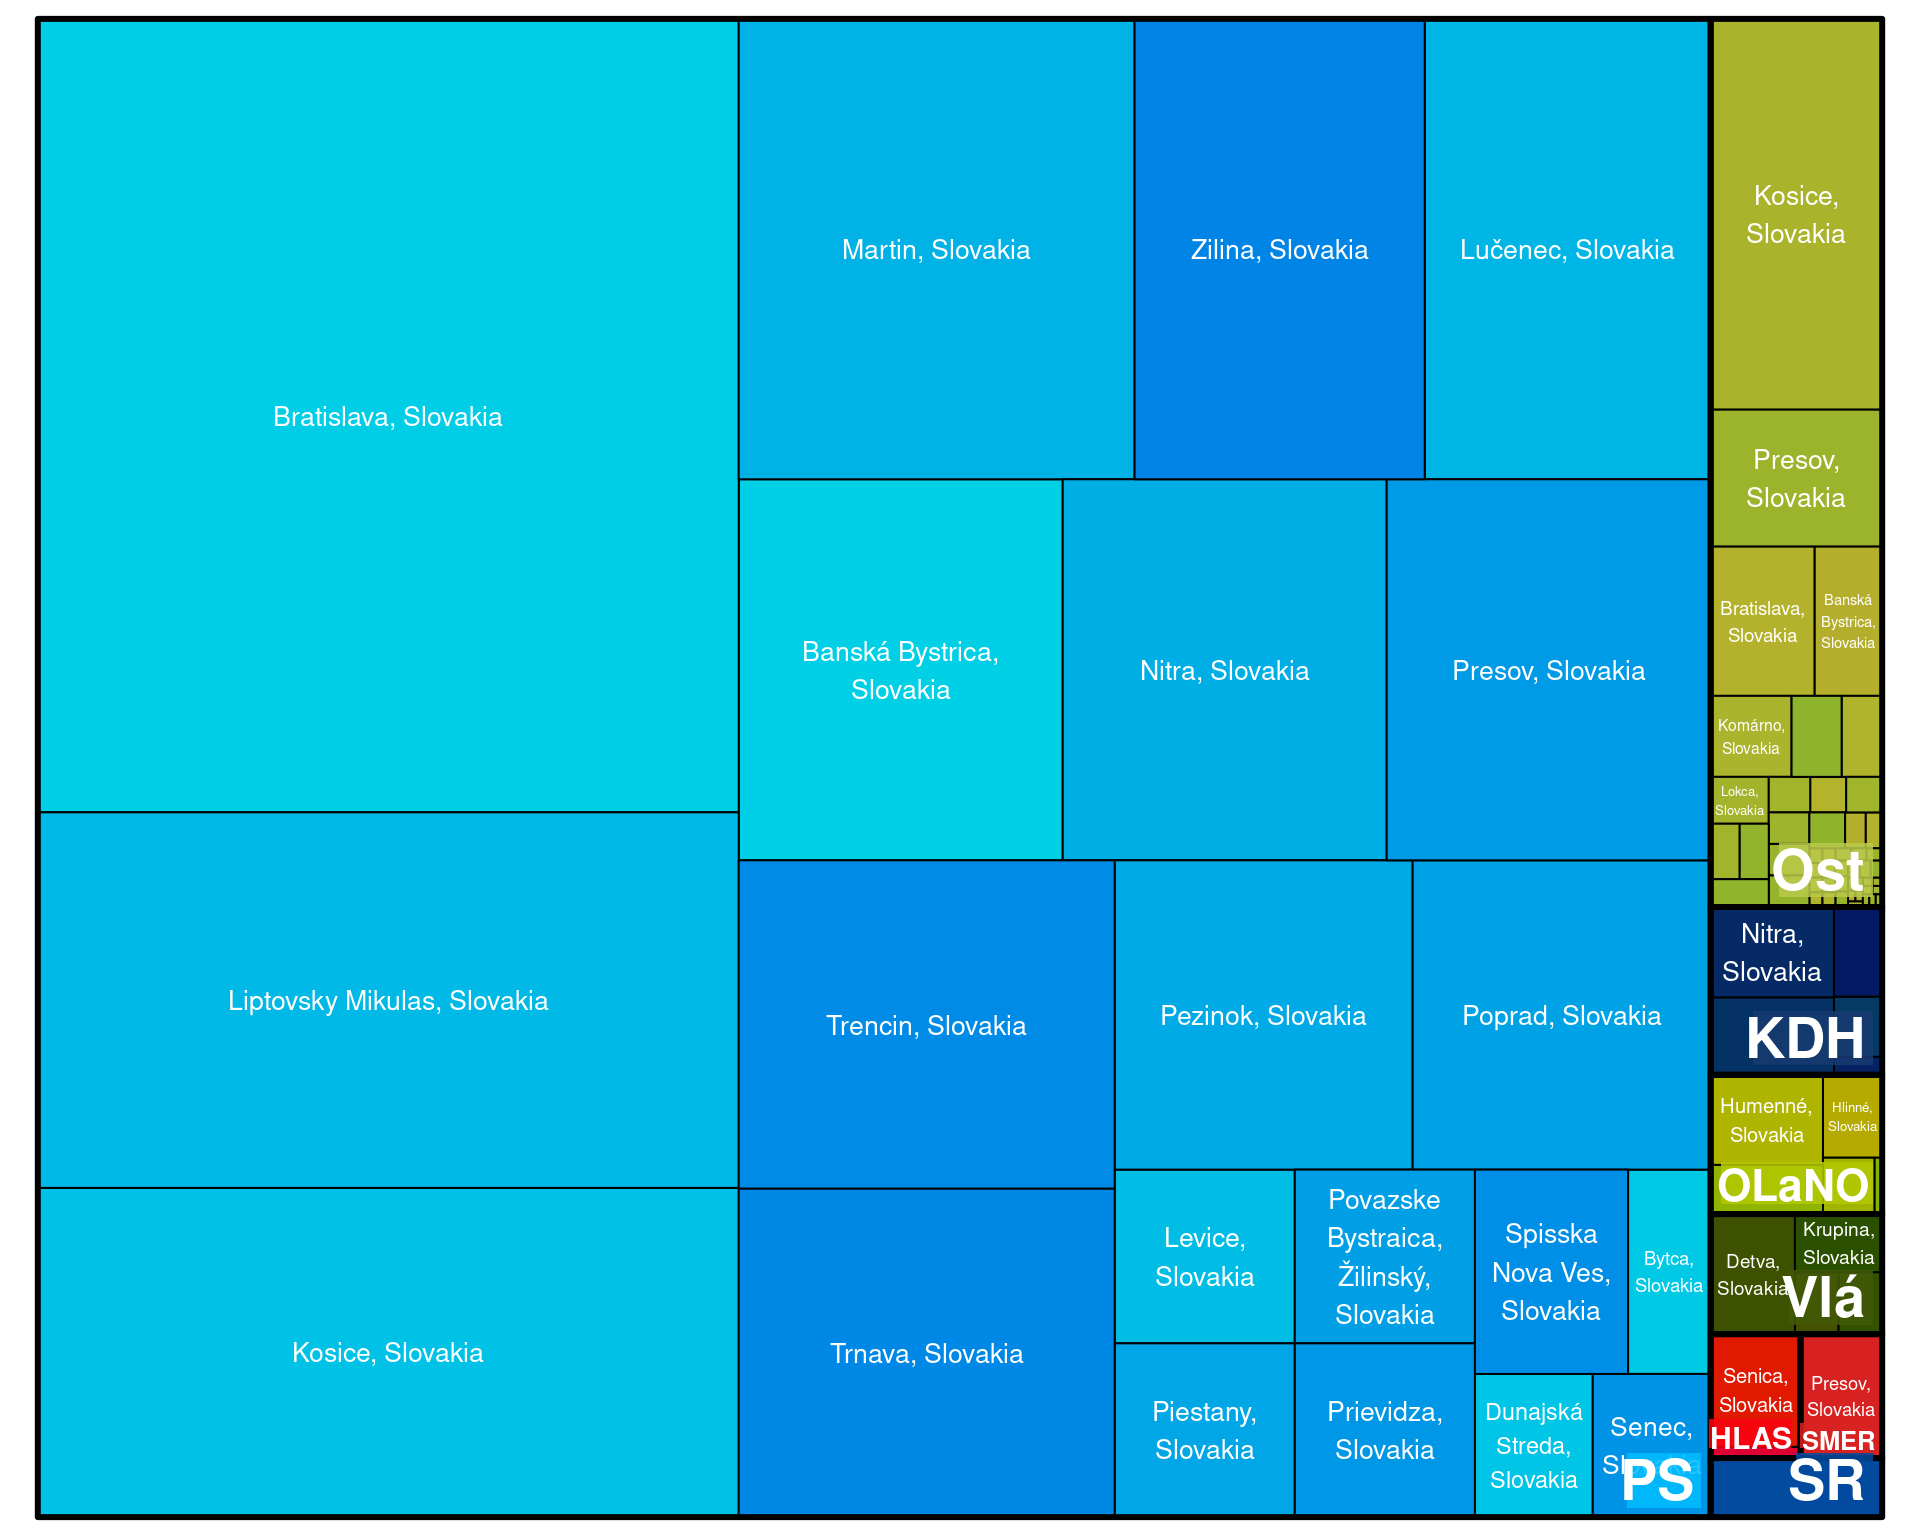 Bratislava, Slovakia
Liptovsky Mikulas, Slovakia
Kosice, Slovakia
Martin, Slovakia
Zilina, Slovakia
Lučenec, Slovakia
Banská Bystrica,
Slovakia
Nitra, Slovakia
Presov, Slovakia
Trencin, Slovakia
Pezinok, Slovakia
Poprad, Slovakia
Trnava, Slovakia
Levice,
Slovakia
Povazske
Bystraica,
Žilinský,
Slovakia
Spisska
Nova Ves,
Slovakia
Bytca,
Slovakia
Piestany,
Slovakia
Prievidza,
Slovakia
Dunajská
Streda,
Slovakia
Senec,
Slovakia
PS
Kosice,
Slovakia
Presov,
Slovakia
Bratislava,
Slovakia
Banská
Bystrica,
Slovakia
Komárno,
Slovakia
Lokca,
Slovakia
Ost
Nitra,
Slovakia
KDH
Humenné,
Slovakia
Hlinné,
Slovakia
OLaNO
Detva,
Slovakia
Krupina,
Slovakia
Vlá
Senica,
Slovakia
HLAS
Presov,
Slovakia
SMER
SR